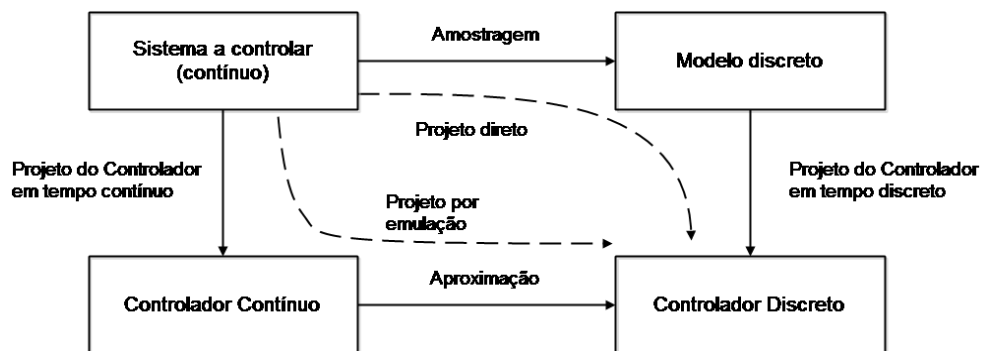 Amostragem
Sistema a controlar
(contínuo)
Modelo discreto
Projeto direto
Projeto do Controlador
em tempo contínuo
Projeto do Controlador
em tempo discreto
Projeto por
emulação
Aproximação
Controlador Contínuo
Controlador Discreto